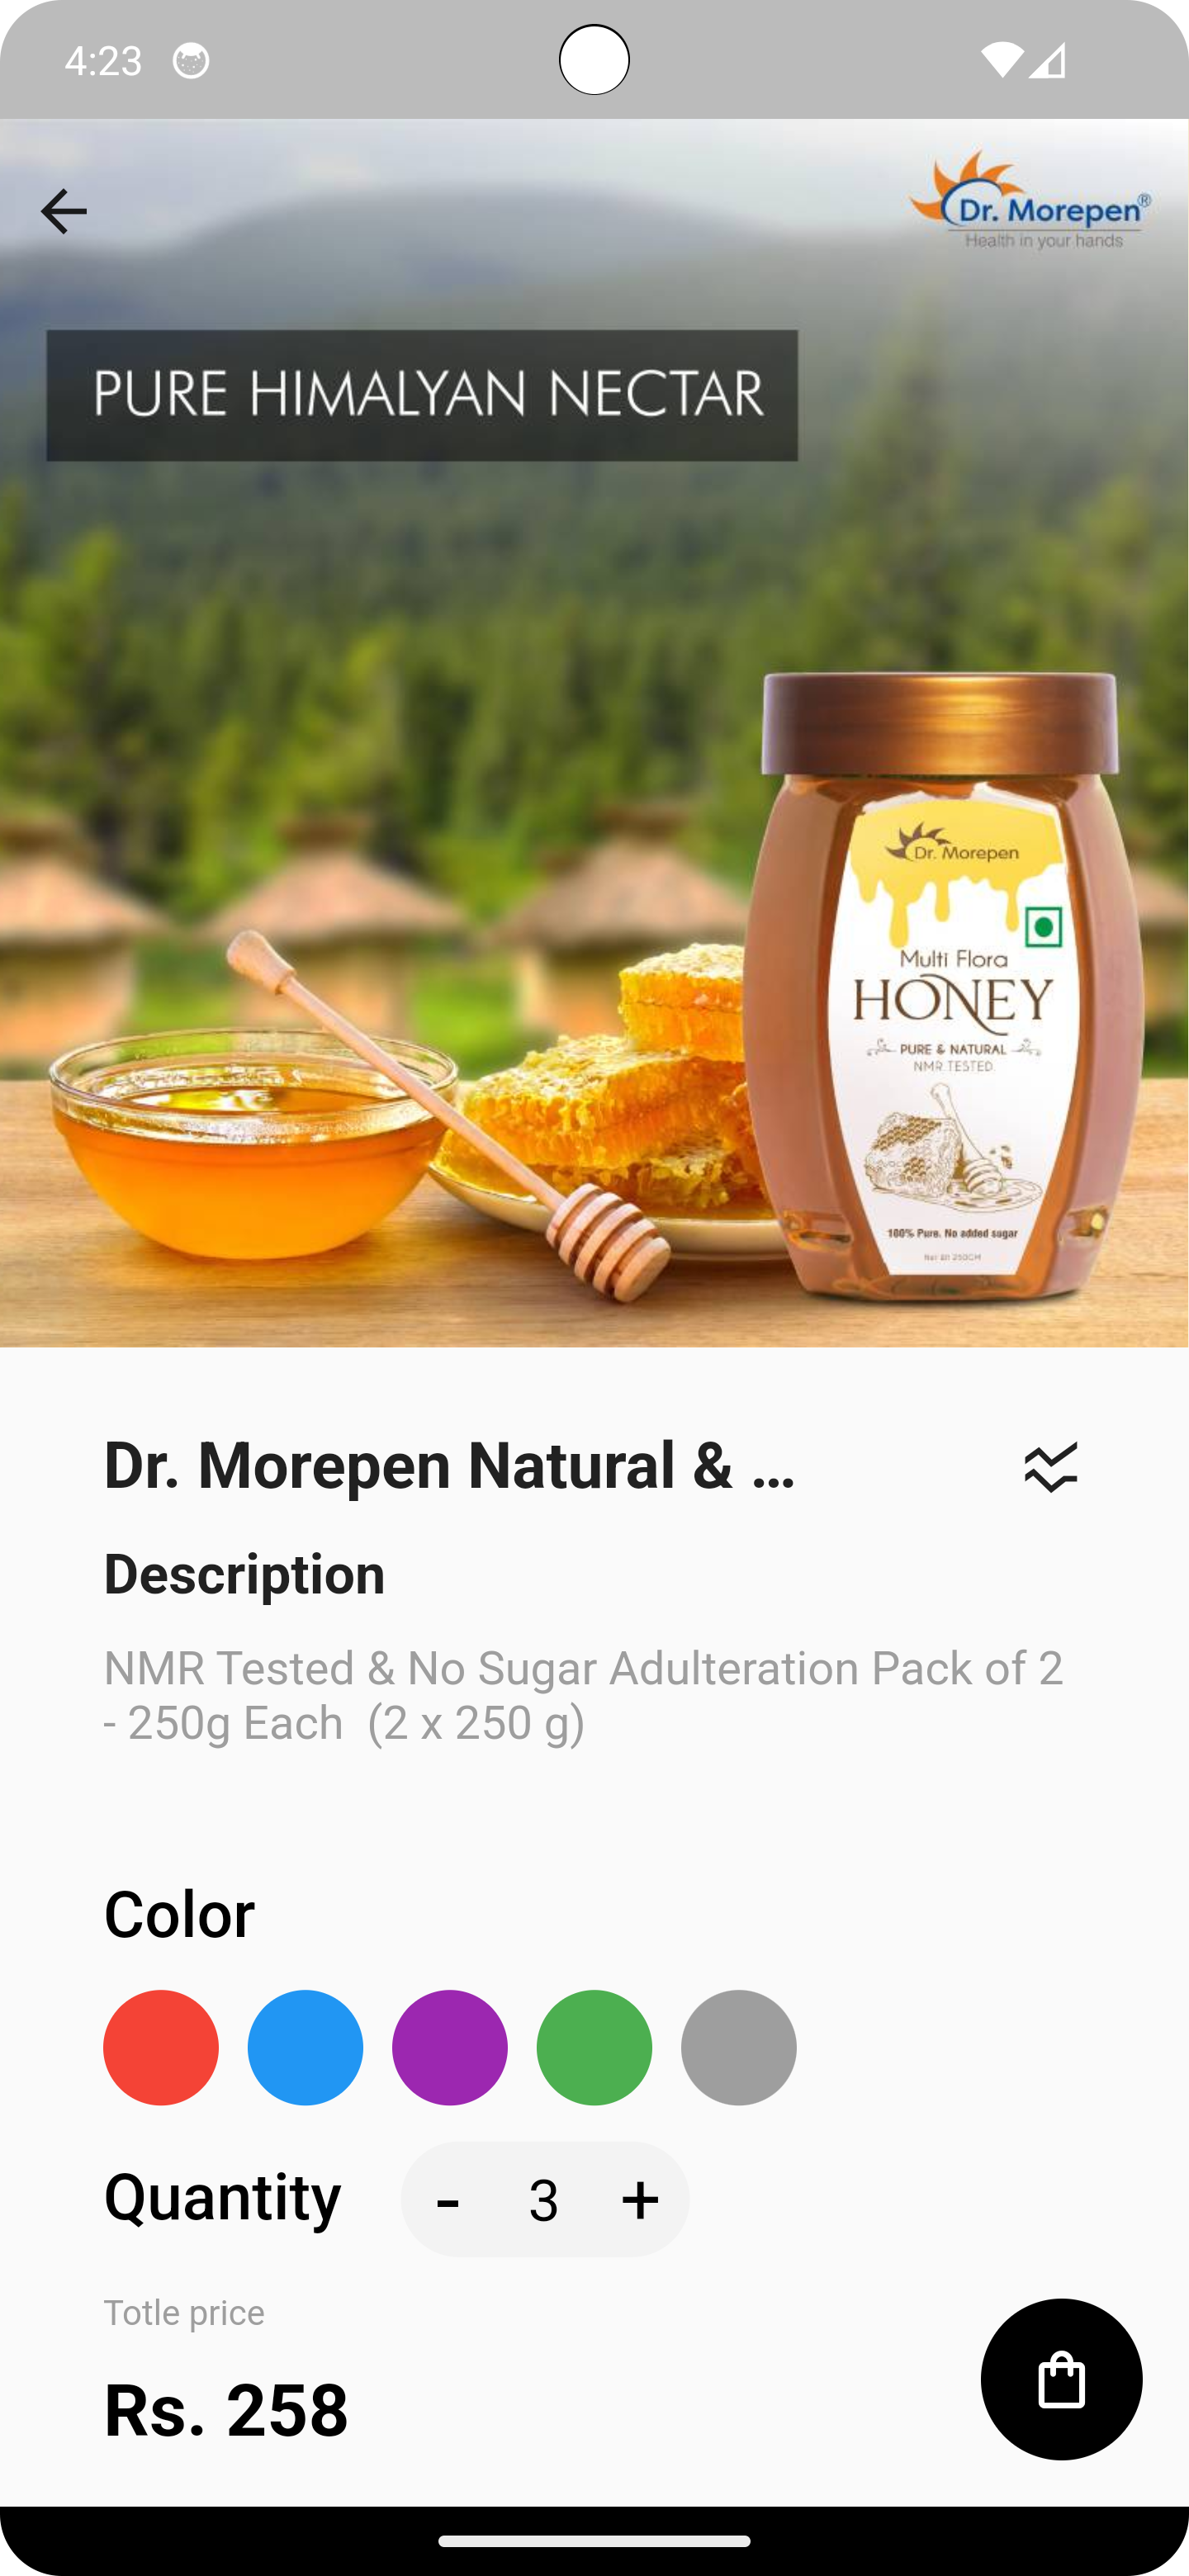 4:23
Dr. Morepen®
Health in your hands
PURE HIMALYAN NECTAR
Dr. Morepen
Multi Flora
HONEY
PURE & NATURAL
NMR TESTED
100% Pure. No added sugar
Dr. Morepen Natural & ...
Description
NMR Tested & No Sugar Adulteration Pack of 2
- 250g Each (2 x 250 g)
Color
Quantity - 3 +
Totle price
Rs. 258